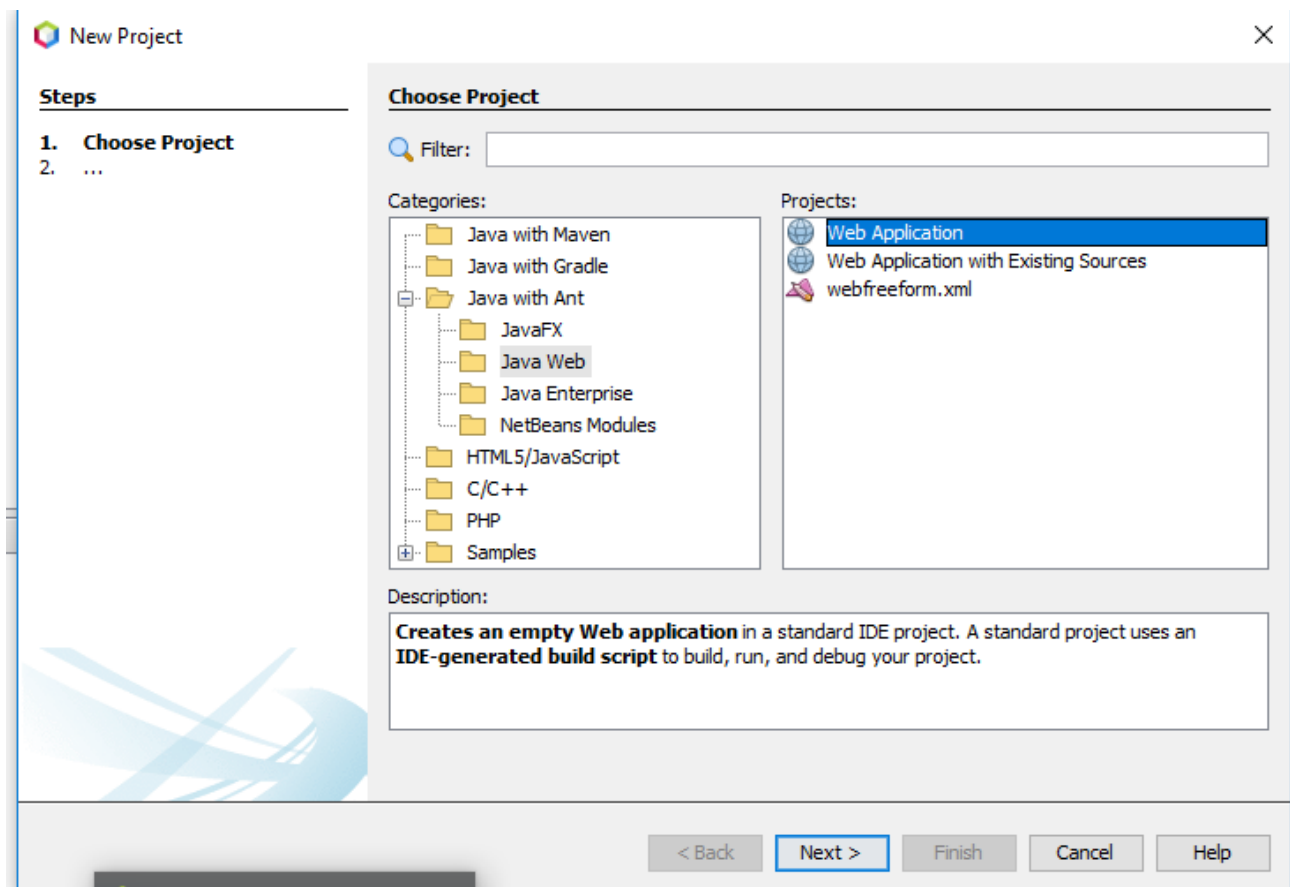 New Project
Steps
1. Choose Project
2. ...
Choose Project
Filter:
Categories:
Java with Maven
Java with Gradle
Java with Ant
JavaFX
Java Web
Java Enterprise
NetBeans Modules
HTML5/JavaScript
C/C++
PHP
Samples
Projects:
Web Application
Web Application with Existing Sources
webfreeform.xml
Description:
Creates an empty Web application in a standard IDE project. A standard project uses an
IDE-generated build script to build, run, and debug your project.
< Back
Next >
Finish
Cancel
Help